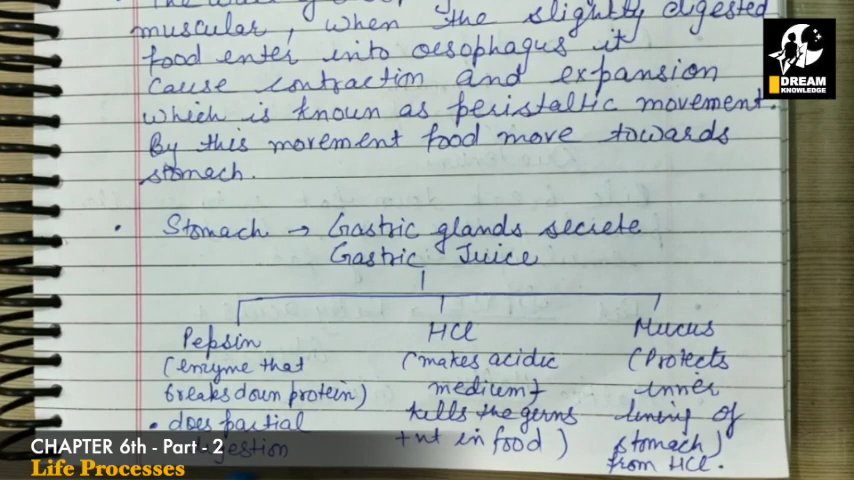 muscular, when the slightly digested
food enter into oesophagus it
cause contraction and expansion
which is known as peristaltic movement.
By this movement food move towards
stomach.
• Stomach → Gastric glands secrete
Gastric Juice
Pepsin HCl Mucus
(enzyme that (makes acidic (Protects
breaks down protein) medium + inner
• does partial kills the germs lining of
digestion +nt in food) stomach)
from HCl.
DREAM
KNOWLEDGE
CHAPTER 6th - Part - 2
Life Processes